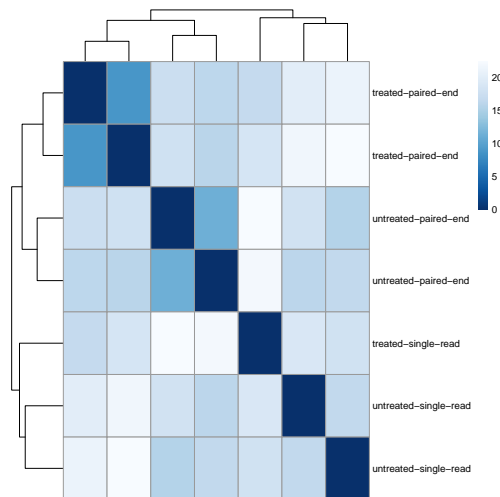 treated−paired−end
treated−paired−end
untreated−paired−end
untreated−paired−end
treated−single−read
untreated−single−read
untreated−single−read
20
15
10
5
0